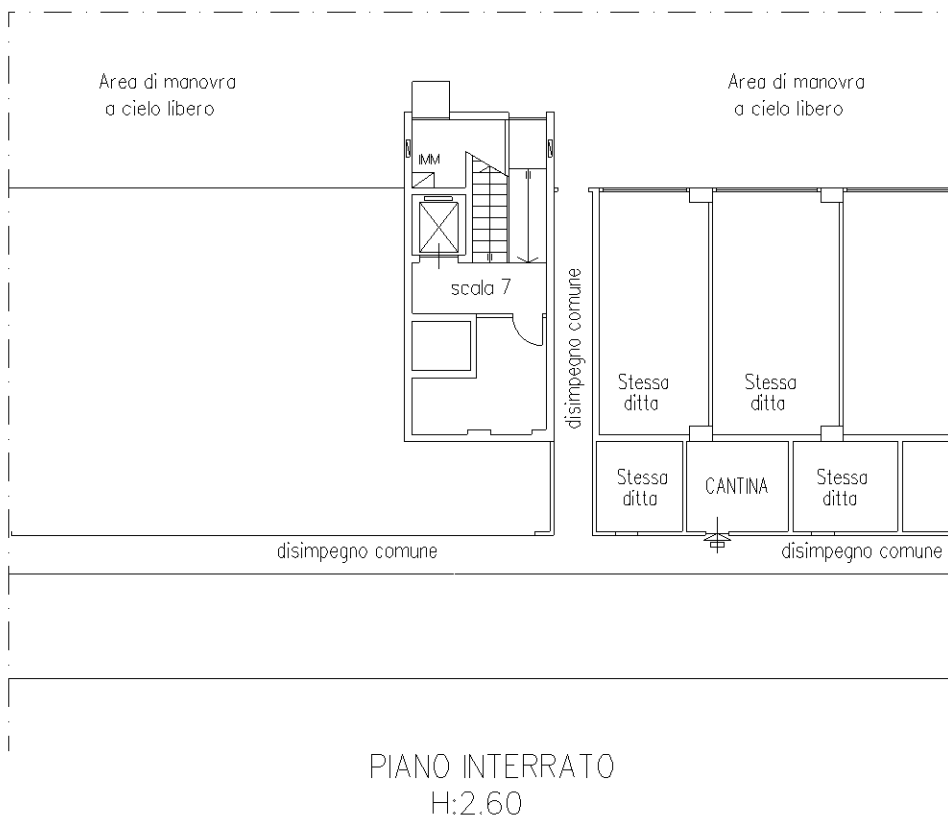 Area di manovra
a cielo libero
Area di manovra
a cielo libero
IMM
scala 7
disimpegno comune
Stessa
ditta
Stessa
ditta
Stessa
ditta
CANTINA
Stessa
ditta
disimpegno comune
disimpegno comune
PIANO INTERRATO
H:2.60